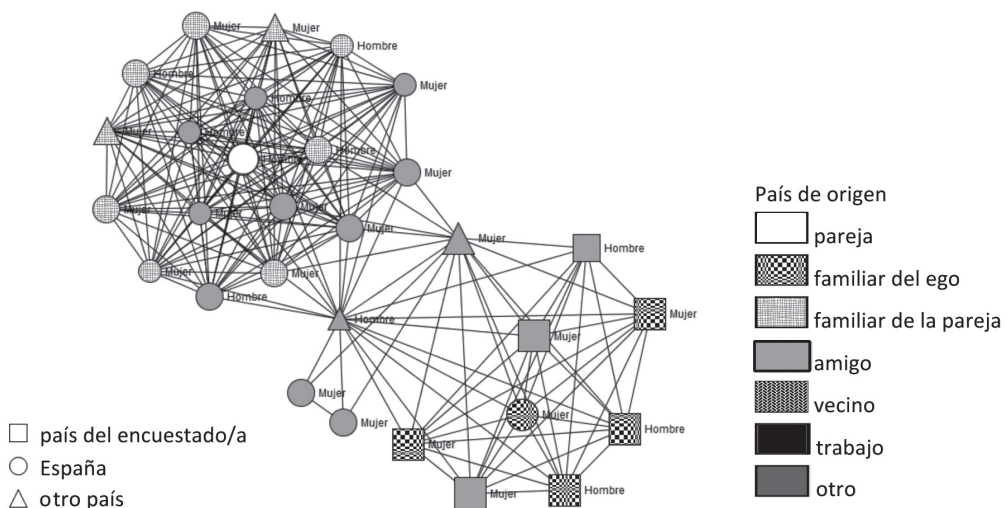 Mujer
Mujer
Hombre
Hombre
Mujer
Hombre
Mujer
Hombre
Hombre
Mujer
Mujer
Mujer
Mujer
Mujer
Mujer
Hombre
Mujer
Mujer
Hombre
Mujer
Hombre
Mujer
Mujer
Mujer
Mujer
Hombre
Mujer
Mujer
Hombre
País de origen
pareja
familiar del ego
familiar de la pareja
amigo
vecino
trabajo
otro
país del encuestado/a
España
otro país